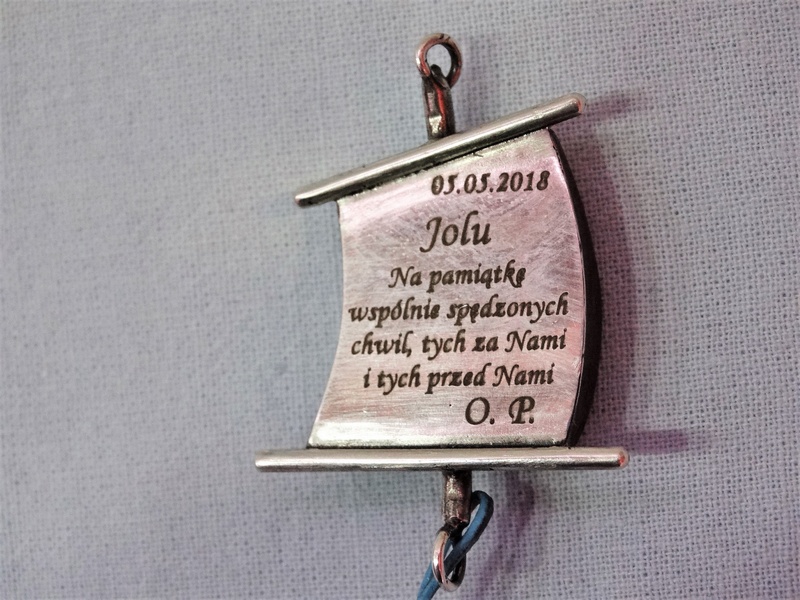 05.05.2018
Jolu
Na pamiątkę
wspólnie spędzonych
chwil, tych za Nami
i tych przed Nami
O. P.